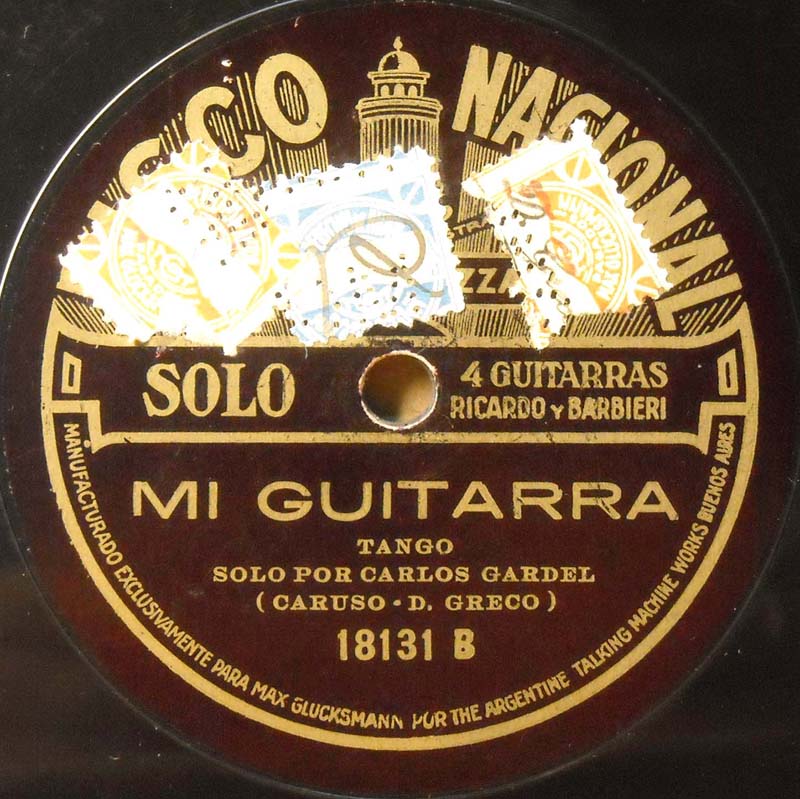 NACIONAL
SOLO
4 GUITARRAS
RICARDO Y BARBIERI
MI GUITARRA
TANGO
SOLO POR CARLOS GARDEL
(CARUSO • D. GRECO)
18131 B
MANUFACTURADO EXCLUSIVAMENTE PARA MAX GLUCKSMANN POR THE ARGENTINE TALKING MACHINE WORKS BUENOS AIRES